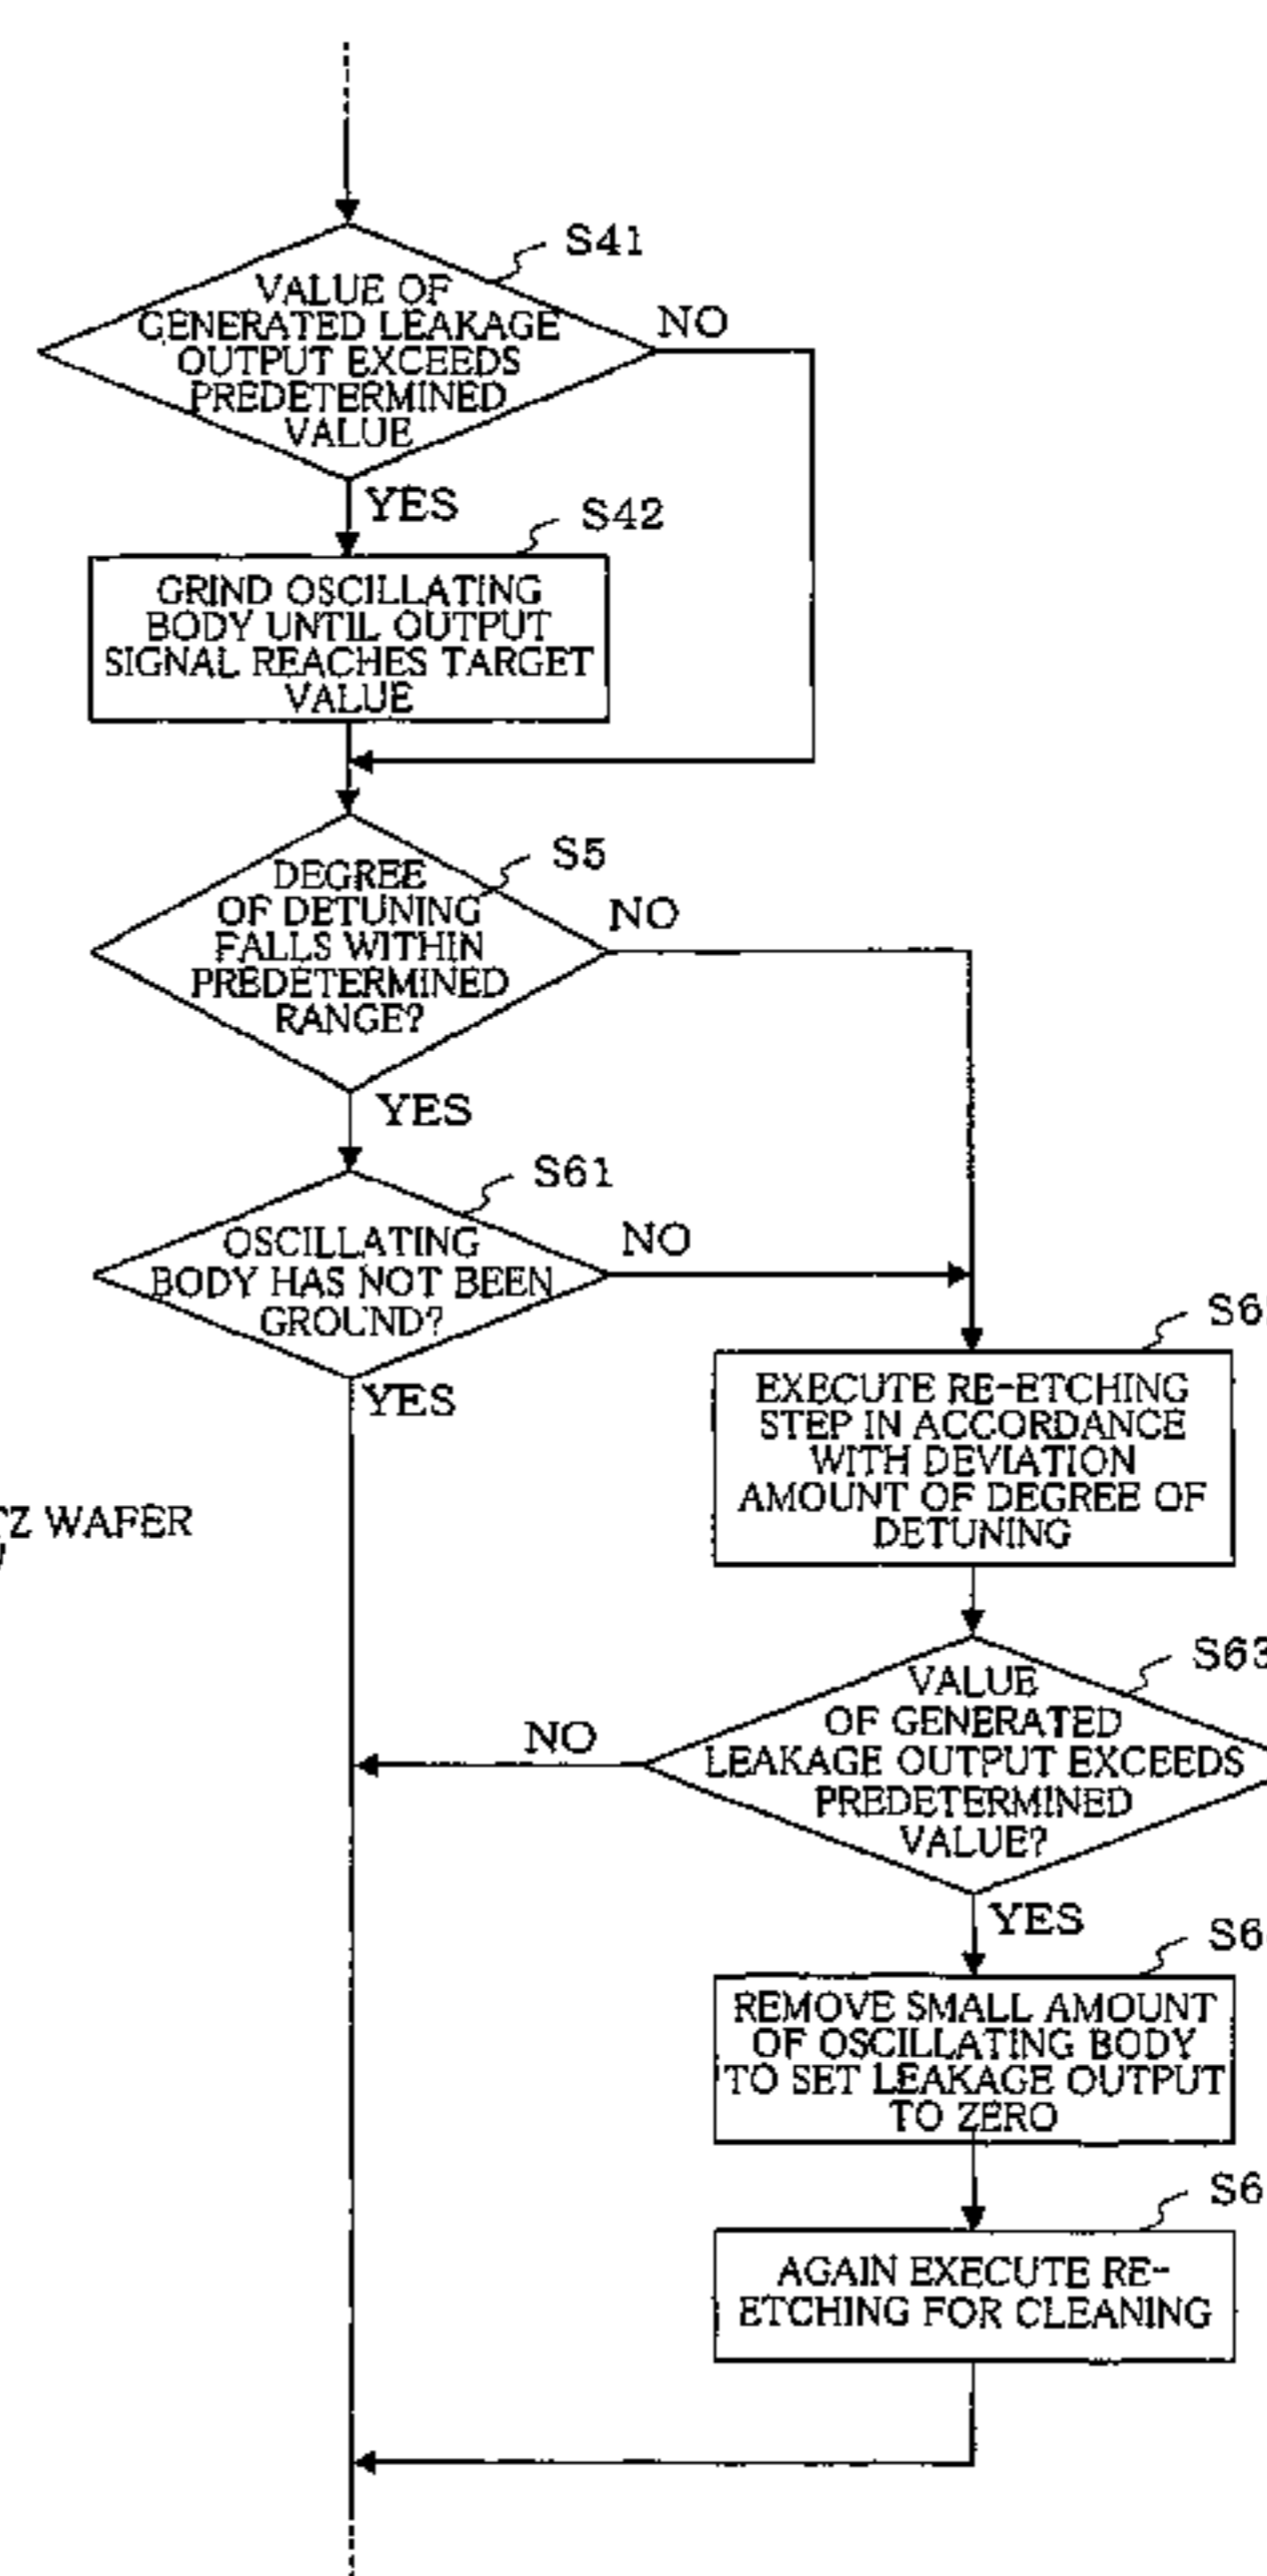 S41
VALUE OF
GENERATED LEAKAGE
OUTPUT EXCEEDS
PREDETERMINED
VALUE
NO
YES
S42
GRIND OSCILLATING
BODY UNTIL OUTPUT
SIGNAL REACHES TARGET
VALUE
S5
DEGREE
OF DETUNING
FALLS WITHIN
PREDETERMINED
RANGE?
NO
YES
S61
OSCILLATING
BODY HAS NOT BEEN
GROUND?
NO
YES
EXECUTE RE-ETCHING
STEP IN ACCORDANCE
WITH DEVIATION
AMOUNT OF DEGREE OF
DETUNING
TZ WAFER
S63
VALUE
OF GENERATED
LEAKAGE OUTPUT EXCEEDS
PREDETERMINED
VALUE?
NO
YES
S6
REMOVE SMALL AMOUNT
OF OSCILLATING BODY
TO SET LEAKAGE OUTPUT
TO ZERO
S6
AGAIN EXECUTE RE-
ETCHING FOR CLEANING